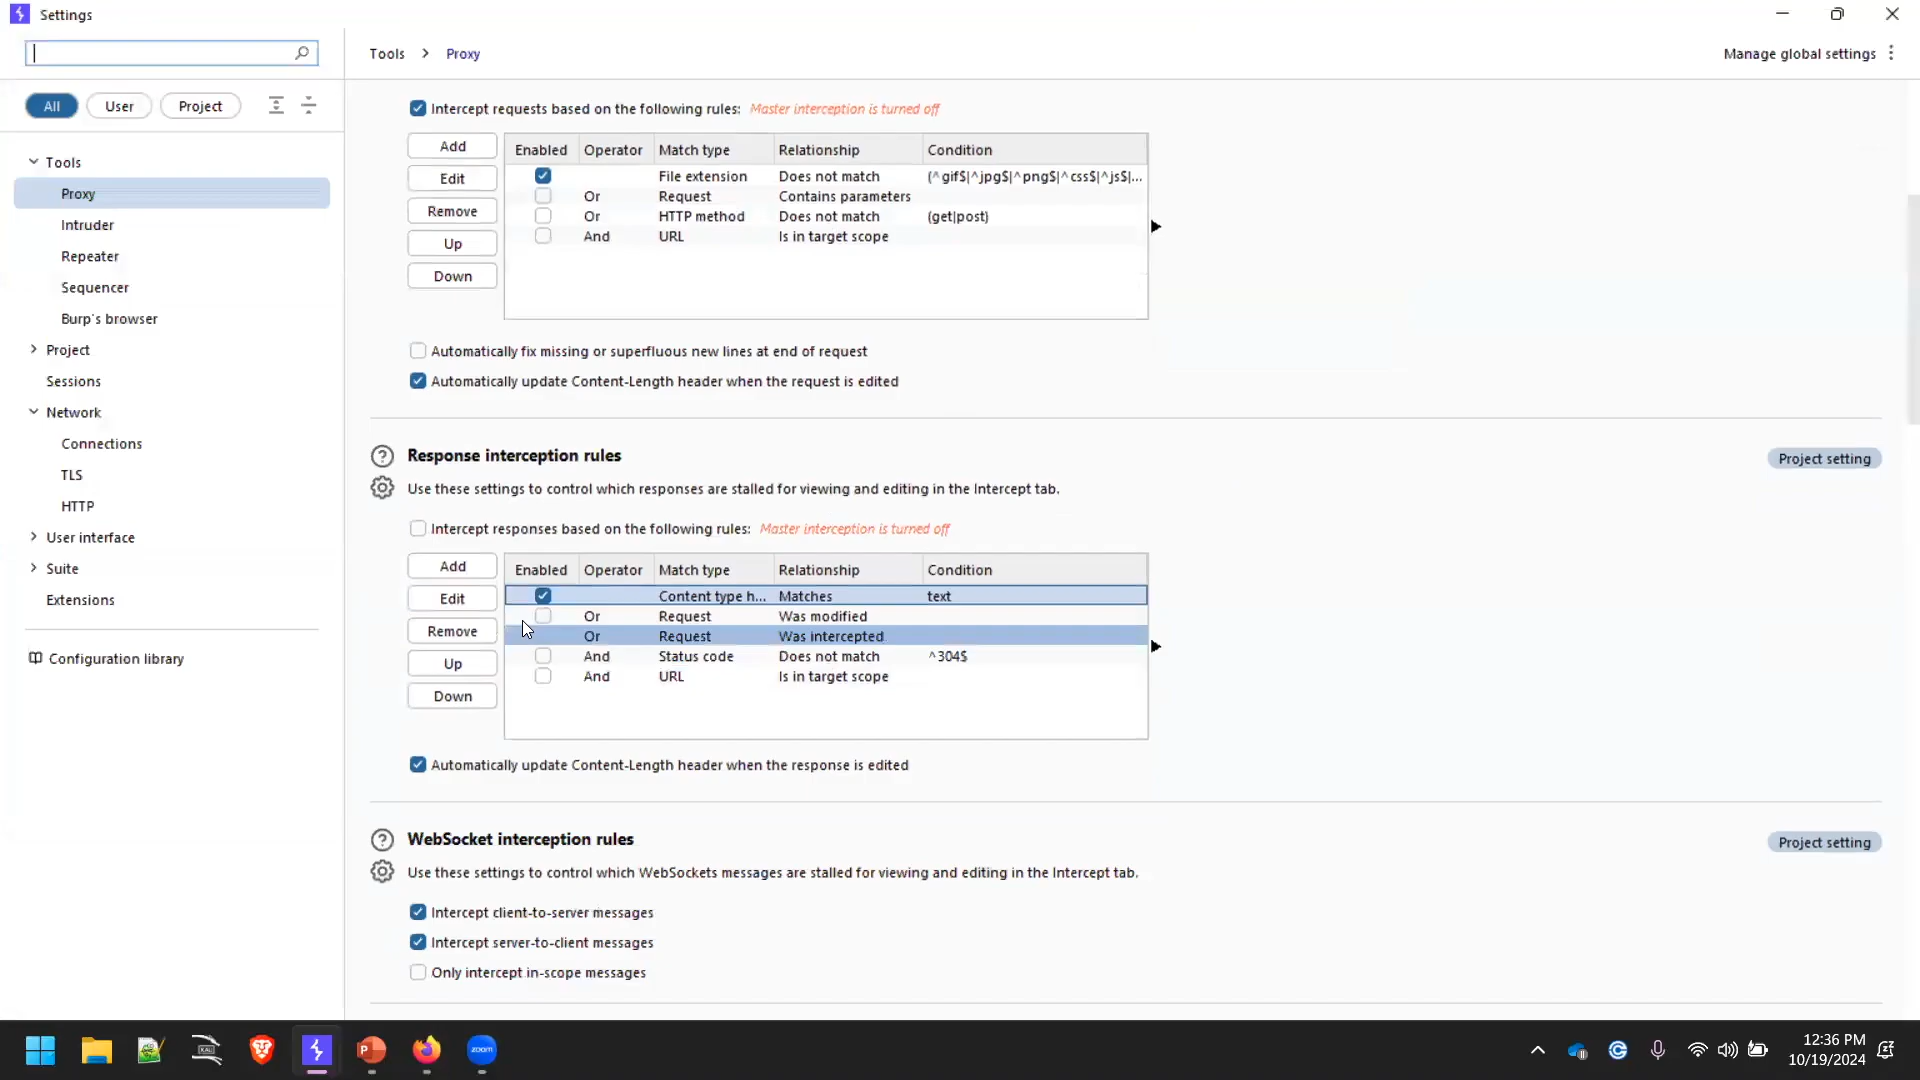 Settings
Tools > Proxy
Manage global settings
All User Project
Tools
Proxy
Intruder
Repeater
Sequencer
Burp's browser
Project
Sessions
Network
Connections
TLS
HTTP
User interface
Suite
Extensions
Configuration library
Intercept requests based on the following rules: Master interception is turned off
Add
Edit
Remove
Up
Down
Enabled Operator Match type Relationship Condition
File extension Does not match (^gif$|^jpg$|^png$|^css$|^js$|...
Or Request Contains parameters
Or HTTP method Does not match (get|post)
And URL Is in target scope
Automatically fix missing or superfluous new lines at end of request
Automatically update Content-Length header when the request is edited
Response interception rules
Project setting
Use these settings to control which responses are stalled for viewing and editing in the Intercept tab.
Intercept responses based on the following rules: Master interception is turned off
Add
Edit
Remove
Up
Down
Enabled Operator Match type Relationship Condition
Content type h... Matches text
Or Request Was modified
Or Request Was intercepted
And Status code Does not match ^304$
And URL Is in target scope
Automatically update Content-Length header when the response is edited
WebSocket interception rules
Project setting
Use these settings to control which WebSockets messages are stalled for viewing and editing in the Intercept tab.
Intercept client-to-server messages
Intercept server-to-client messages
Only intercept in-scope messages
zoom
12:36 PM
10/19/2024